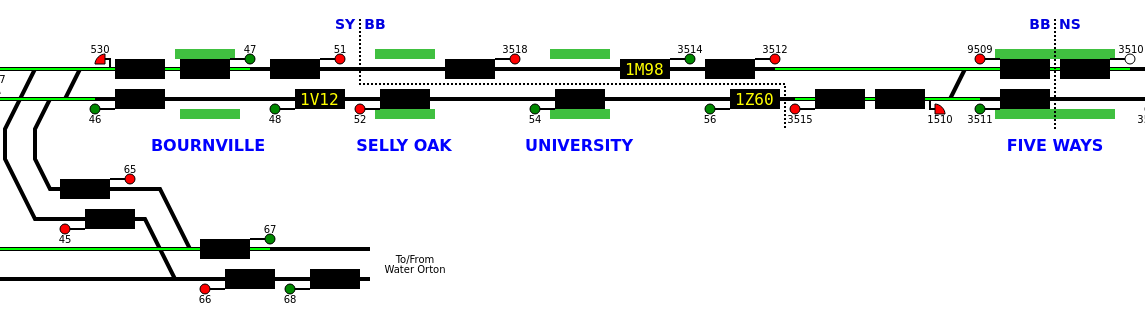 SY BB
BB NS
530
47
51
3518
3514
3512
9509
3510
1M98
7
1V12
1Z60
46
48
52
54
56
3515
1510
3511
BOURNVILLE
SELLY OAK
UNIVERSITY
FIVE WAYS
65
45
67
To/From
Water Orton
66
68